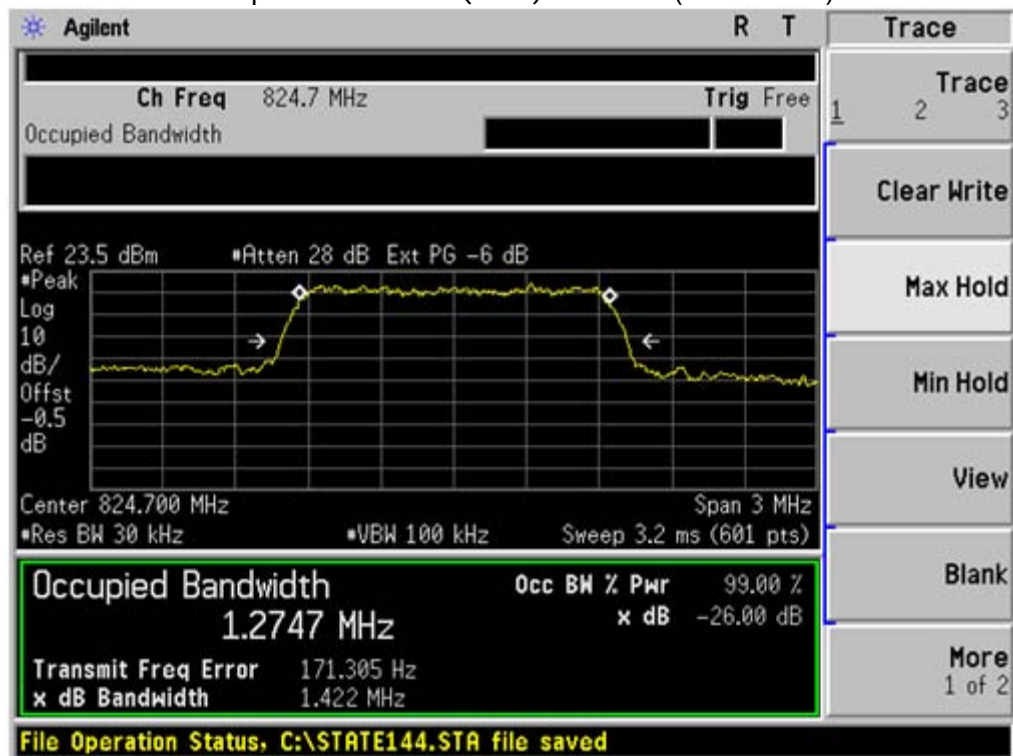 Agilent R T Trace
Ch Freq 824.7 MHz Trig Free
Occupied Bandwidth
Trace
1 2 3
Clear Write
Max Hold
Min Hold
View
Blank
More
1 of 2
Ref 23.5 dBm *Atten 28 dB Ext PG -6 dB
*Peak
Log
10
dB/
Offst
-0.5
dB
Center 824.700 MHz Span 3 MHz
*Res BW 30 kHz *VBW 100 kHz Sweep 3.2 ms (601 pts)
Occupied Bandwidth Occ BW % Pwr 99.00 %
1.2747 MHz x dB -26.00 dB
Transmit Freq Error 171.305 Hz
x dB Bandwidth 1.422 MHz
File Operation Status, C:\STATE144.STA file saved